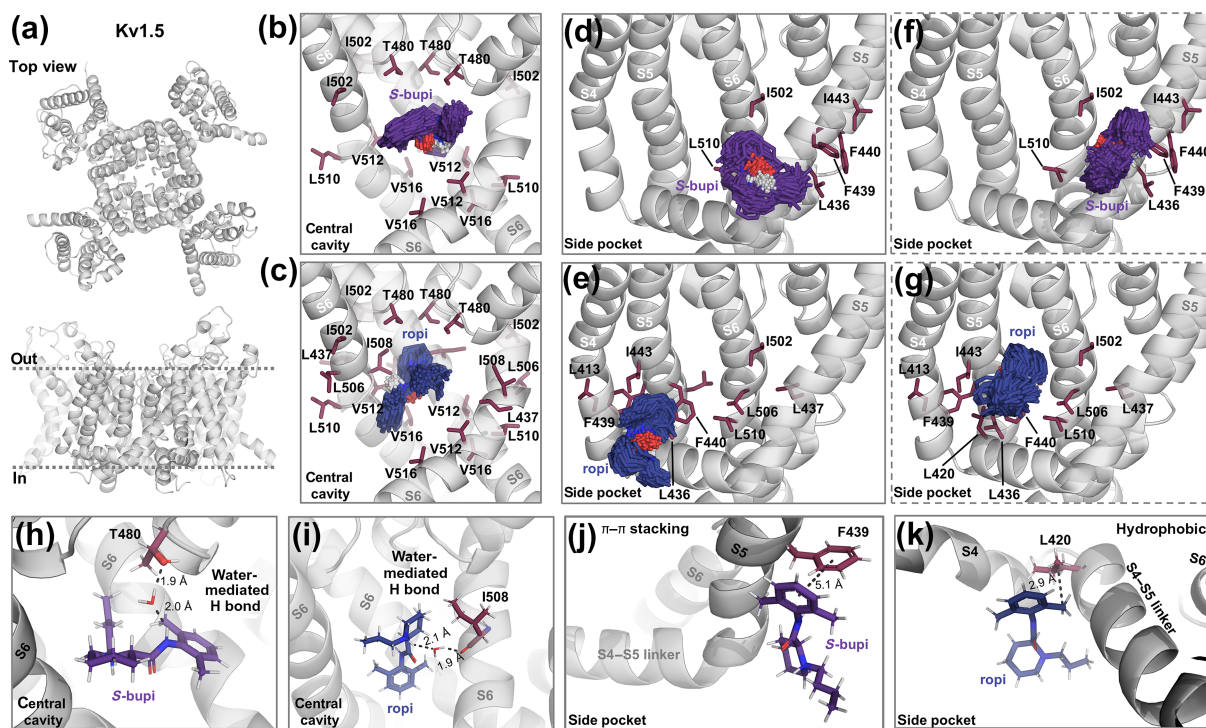 (a)
Kv1.5
Top view
Out
In
(b)
S6
I502
T480
T480
T480
I502
I502
S-bupi
L510
V512
V512
V516
L510
V512
V516
V516
Central
cavity
S6
S6
(c)
S6
I502
T480
T480
T480
ropi
I502
L437
I508
I508
L506
L506
V512
V512
L437
L510
L510
V516
V512
V516
V516
Central
cavity
S6
S6
(d)
S4
S5
S6
S5
I502
I443
L510
F440
F439
S-bupi
L436
Side pocket
(e)
S4
S5
S6
S5
I502
L413
I443
L506
L437
F439
F440
L510
ropi
L436
Side pocket
(f)
S4
S5
S6
S5
I502
I443
L510
F440
F439
S-bupi
L436
Side pocket
(g)
S4
S5
S6
S5
ropi
I502
L413
I443
L506
L437
F439
F440
L510
L420
L436
Side pocket
(h)
T480
S6
1.9 Å
Water-
mediated
H bond
2.0 Å
S6
S-bupi
Central
cavity
(i)
S6
Water-
mediated
H bond
S6
I508
2.1 Å
1.9 Å
ropi
S6
Central
cavity
(j)
π–π stacking
F439
S5
S6
5.1 Å
S-bupi
S4–S5 linker
Side pocket
(k)
Hydrophobic
L420
S4
2.9 Å
S6
S4–S5 linker
ropi
Side pocket